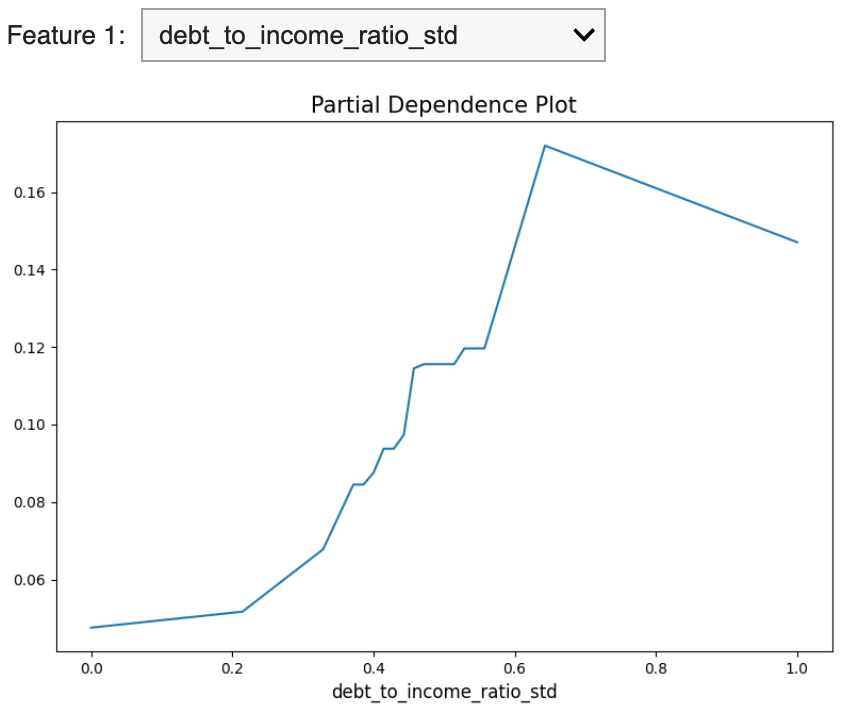 Feature 1: debt_to_income_ratio_std
Partial Dependence Plot
0.16
0.14
0.12
0.10
0.08
0.06
0.0 0.2 0.4 0.6 0.8 1.0
debt_to_income_ratio_std